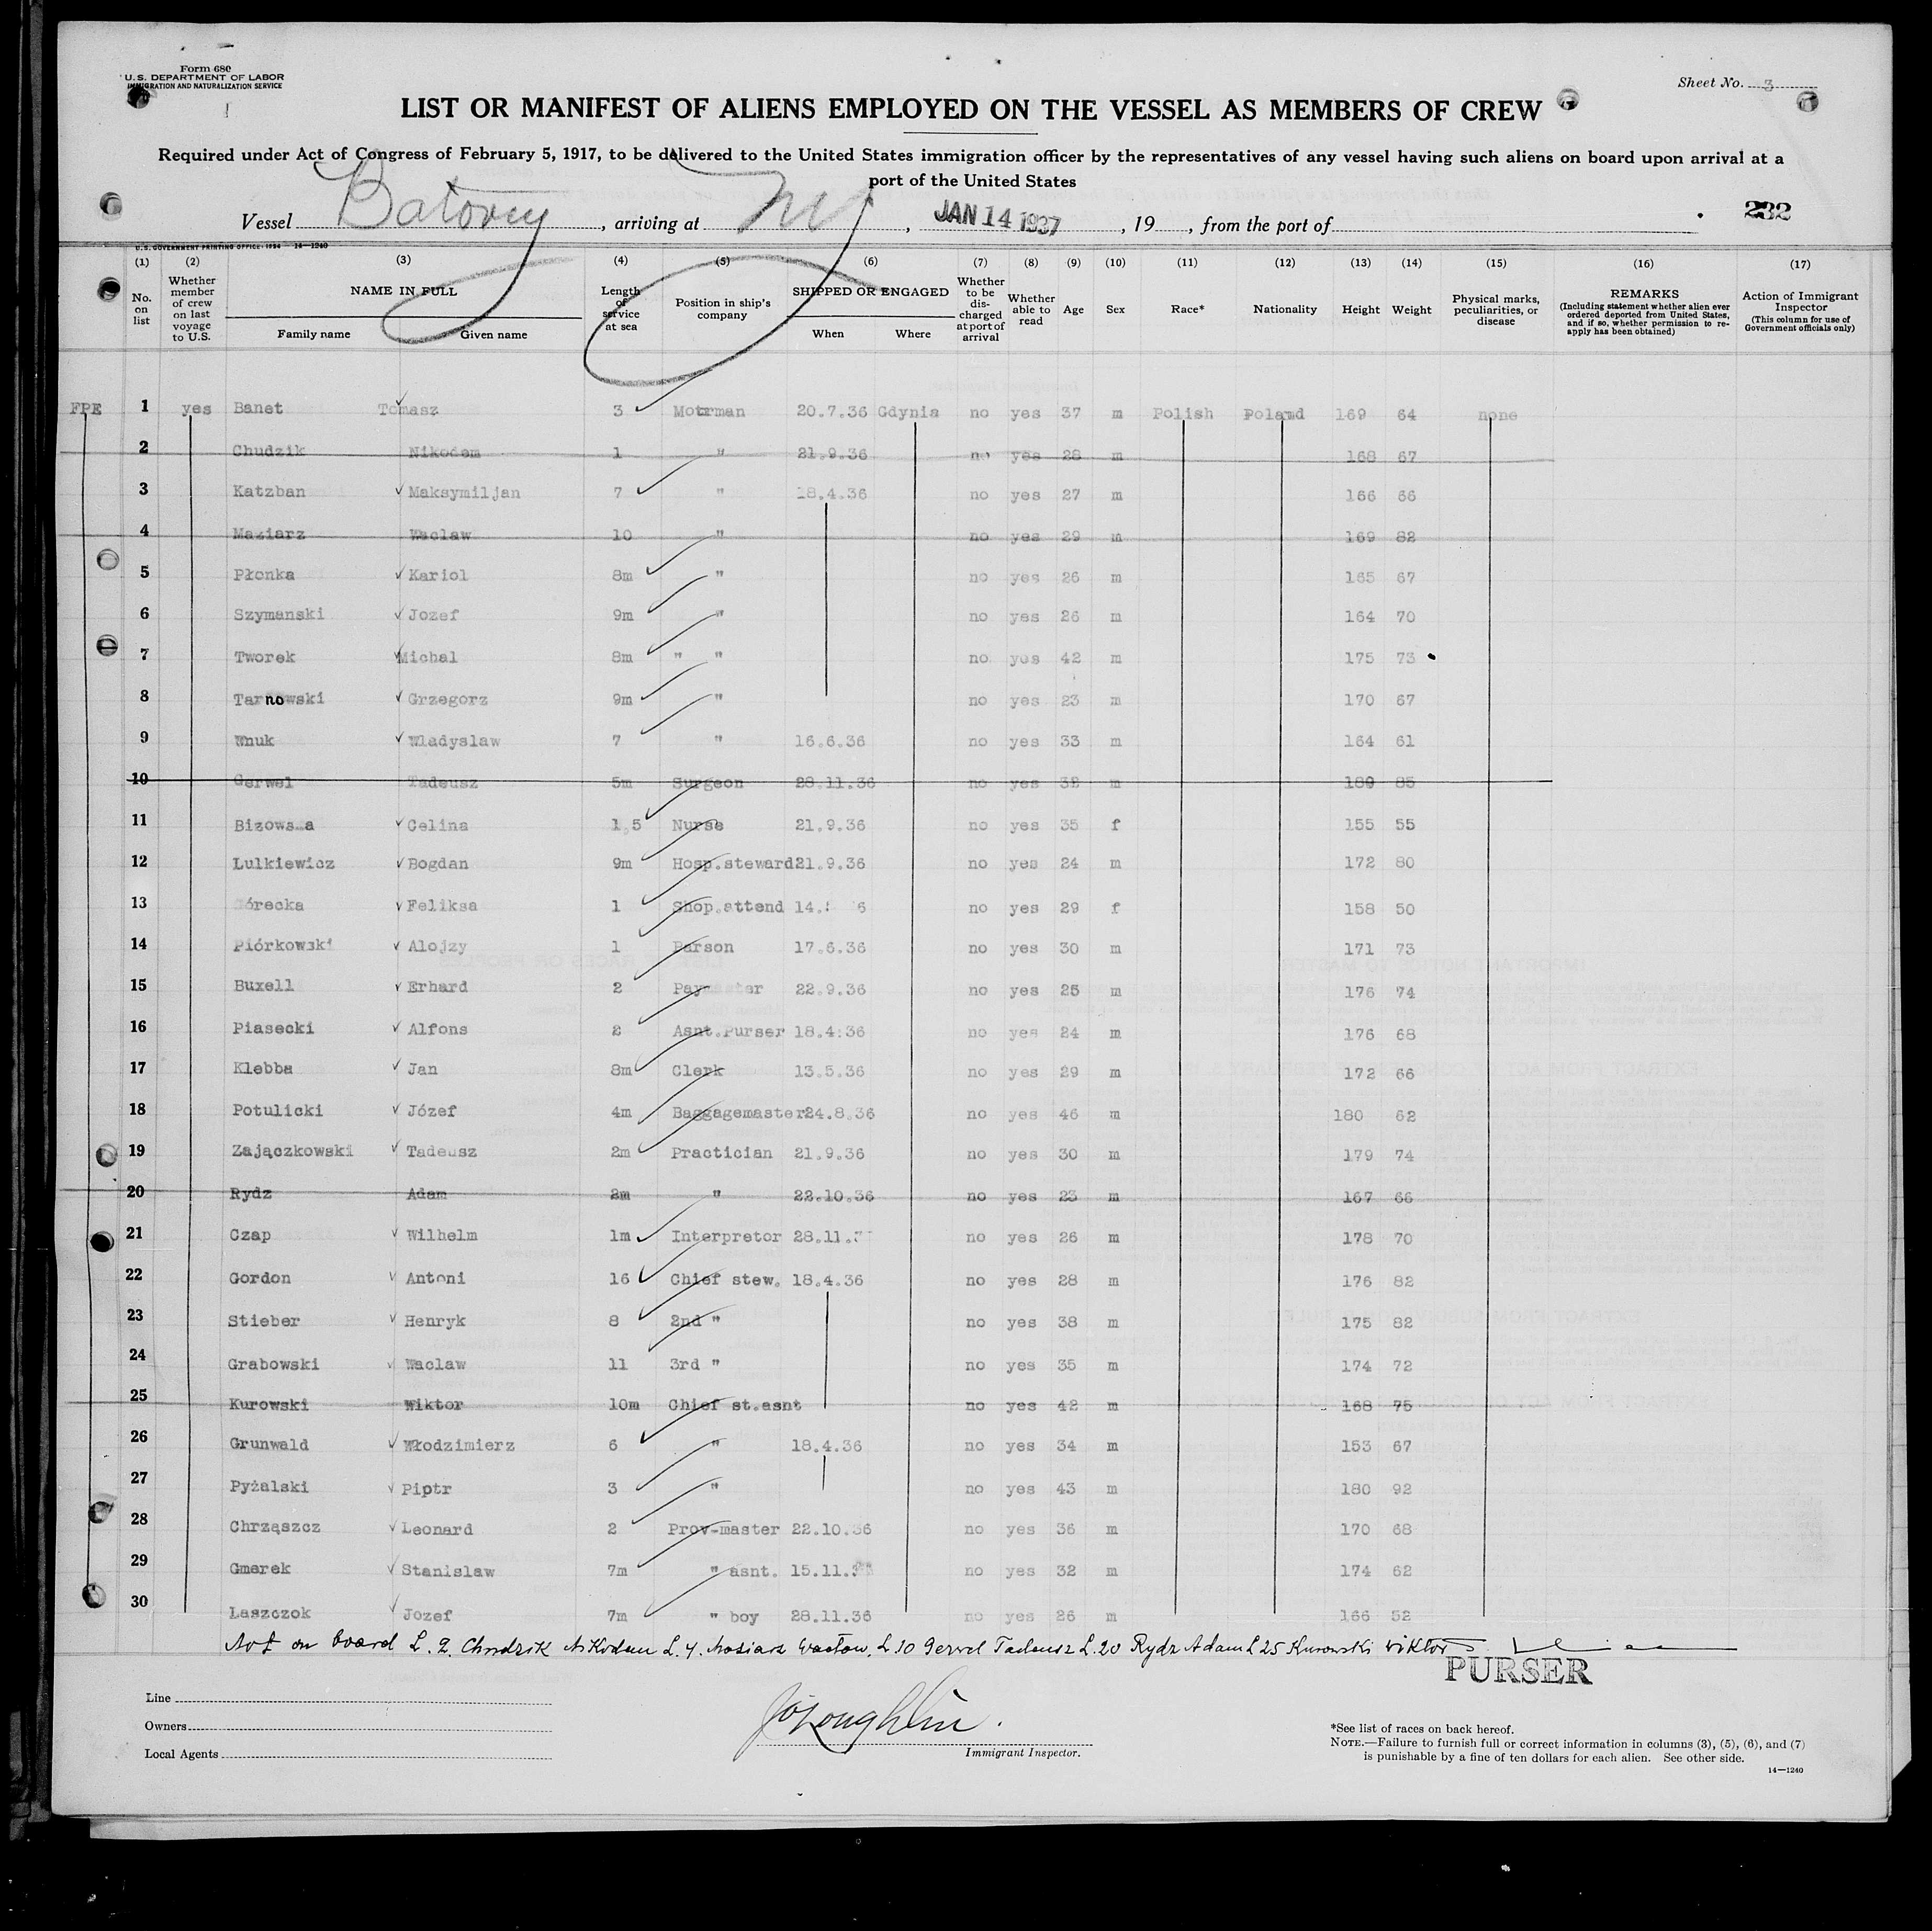 Form 680
U.S. DEPARTMENT OF LABOR
IMMIGRATION AND NATURALIZATION SERVICE
Sheet No. 3
LIST OR MANIFEST OF ALIENS EMPLOYED ON THE VESSEL AS MEMBERS OF CREW
Required under Act of Congress of February 5, 1917, to be delivered to the United States immigration officer by the representatives of any vessel having such aliens on board upon arrival at a
port of the United States
Vessel Batory, arriving at NY, JAN 14 1937, 19 , from the port of . 232
U.S. GOVERNMENT PRINTING OFFICE: 1934 14—1240
(1) (2) (3) (4) (5) (6) (7) (8) (9) (10) (11) (12) (13) (14) (15) (16) (17)
No. on list Whether member of crew on last voyage to U.S. NAME IN FULL Family name Given name Length of service at sea Position in ship's company SHIPPED OR ENGAGED When Where Whether to be discharged at port of arrival Whether able to read Age Sex Race* Nationality Height Weight Physical marks, peculiarities, or disease REMARKS (Including statement whether alien ever ordered deported from United States, and if so, whether permission to reapply has been obtained) Action of Immigrant Inspector (This column for use of Government officials only)
FPE 1 yes Banet Tomasz 3 Motrman 20.7.36 Gdynia no yes 37 m Polish Poland 169 64 none
2 Chudzik Nikodem 1 " 21.9.36 no yes 28 m 168 67
3 Katzban Maksymiljan 7 " 18.4.36 no yes 27 m 166 66
4 Maziarz Waclaw 10 " no yes 29 m 169 82
5 Płonka Kariol 8m " no yes 26 m 165 67
6 Szymanski Jozef 9m " no yes 26 m 164 70
7 Tworek Michal 8m " " no yes 42 m 175 73
8 Tarnowski Grzegorz 9m " no yes 23 m 170 67
9 Wnuk Wladyslaw 7 " 16.6.36 no yes 33 m 164 61
10 Gerwel Tadeusz 5m Surgeon 28.11.36 no yes 32 m 189 85
11 Celina 1,5 Nurse 21.9.36 no yes 35 f 155 55
12 Lulkiewicz Bogdan 9m Hosp.steward 21.9.36 no yes 24 m 172 80
13 Górecka Feliksa 1 Shop.attend no yes 29 f 158 50
14 Piórkowski Alojzy 1 Parson 17.6.36 no yes 30 m 171 73
15 Buxell Erhard 2 22.9.36 no yes 25 m 176 74
16 Piasecki Alfons 2 Asnt.Purser 18.4.36 no yes 24 m 176 68
17 Klebba Jan 8m Clerk 13.5.36 no yes 29 m 172 66
18 Potulicki Józef 4m Baggagemaster 24.8.36 no yes 46 m 180 62
19 Zajączkowski Tadeusz 2m Practician 21.9.36 no yes 30 m 179 74
20 Rydz Adam 2m " 22.10.36 no yes 23 m 167 66
21 Czap Wilhelm 1m Interpretor no yes 26 m 178 70
22 Gordon Antoni 16 Chief stew. 18.4.36 no yes 28 m 176 82
23 Stieber Henryk 8 2nd " no yes 38 m 175 82
24 Grabowski Waclaw 11 3rd " no yes 35 m 174 72
25 Kurowski Wiktor 10m Chief st.asnt no yes 42 m 168 75
26 Grunwald Włodzimierz 6 " 18.4.36 no yes 34 m 153 67
27 Pyżalski Piptr 3 " no yes 43 m 180 92
28 Chrząszcz Leonard 2 Prov-master 22.10.36 no yes 36 m 170 68
29 Gmerek Stanislaw 7m " asnt. no yes 32 m 174 62
30 Laszczok Jozef 7m " boy 28.11.36 no yes 26 m 166 52
Not on board L. 2. Chudzik Nikodem L. 4. Maziarz Wacław, L 10 Gerwel Tadeusz L. 20 Rydz Adam L 25 Kurowski Wiktor
PURSER
Line
Owners
Local Agents
Immigrant Inspector.
*See list of races on back hereof.
NOTE.—Failure to furnish full or correct information in columns (3), (5), (6), and (7)
is punishable by a fine of ten dollars for each alien. See other side.
14—1240